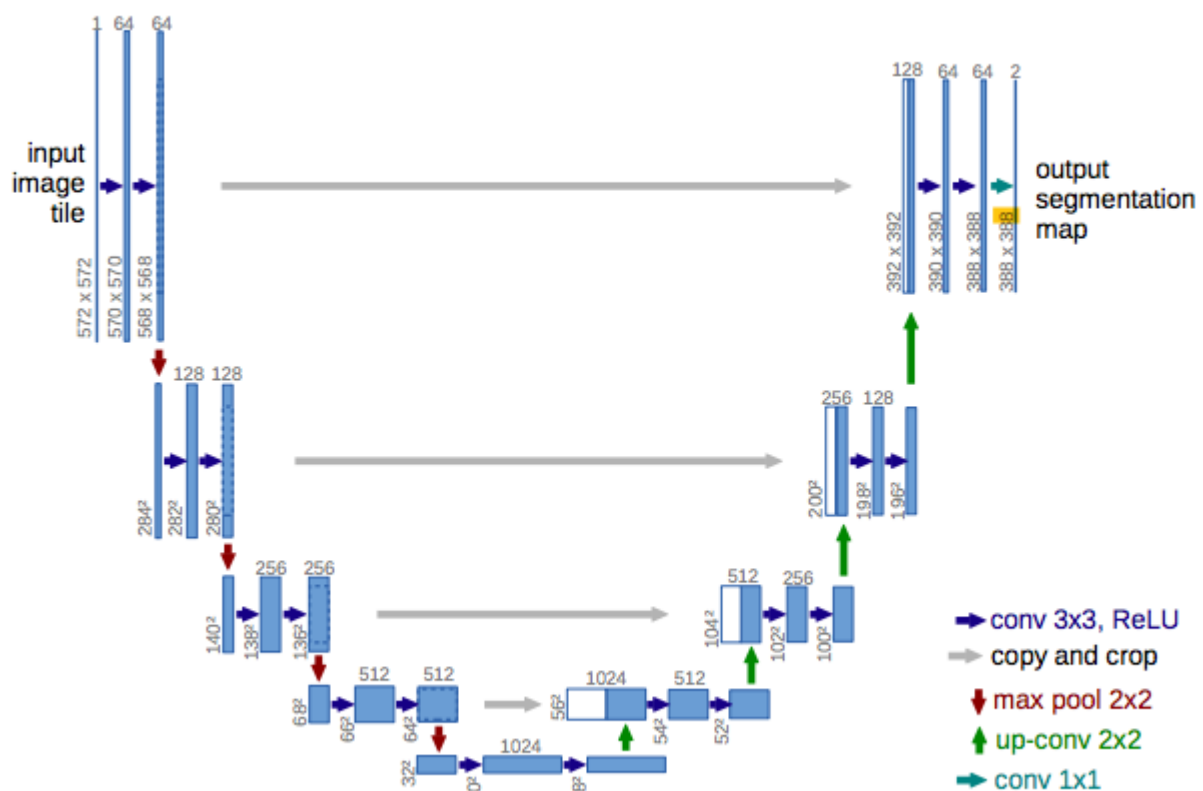 1 64 64
input
image
tile
572 x 572
570 x 570
568 x 568
128 64 64 2
output
segmentation
map
392 x 392
390 x 390
388 x 388
388 x 388
128 128
284²
282²
280²
256 128
200²
198²
196²
256 256
140²
138²
136²
512 256
104²
102²
100²
512 512
68²
66²
64²
1024 512
56²
54²
52²
1024
32²
0²
8²
conv 3x3, ReLU
copy and crop
max pool 2x2
up-conv 2x2
conv 1x1